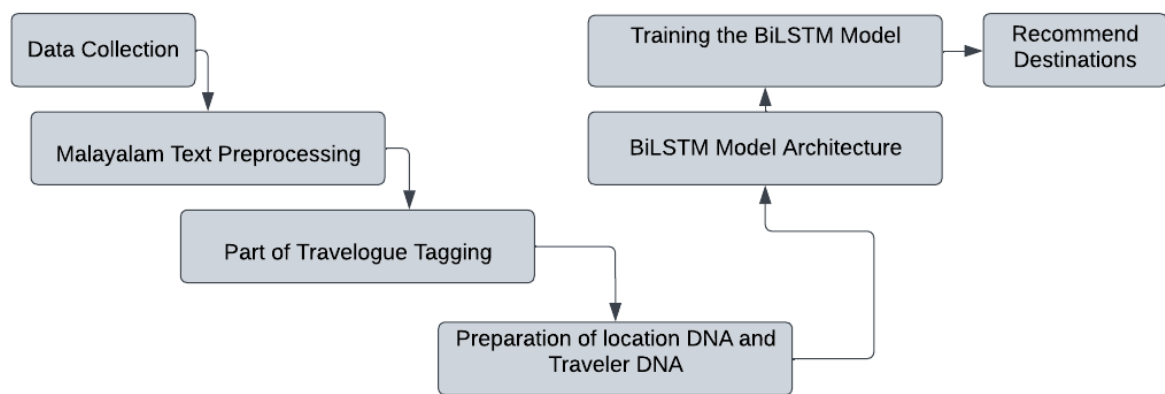 Data Collection
Malayalam Text Preprocessing
Part of Travelogue Tagging
Preparation of location DNA and
Traveler DNA
BiLSTM Model Architecture
Training the BiLSTM Model
Recommend
Destinations